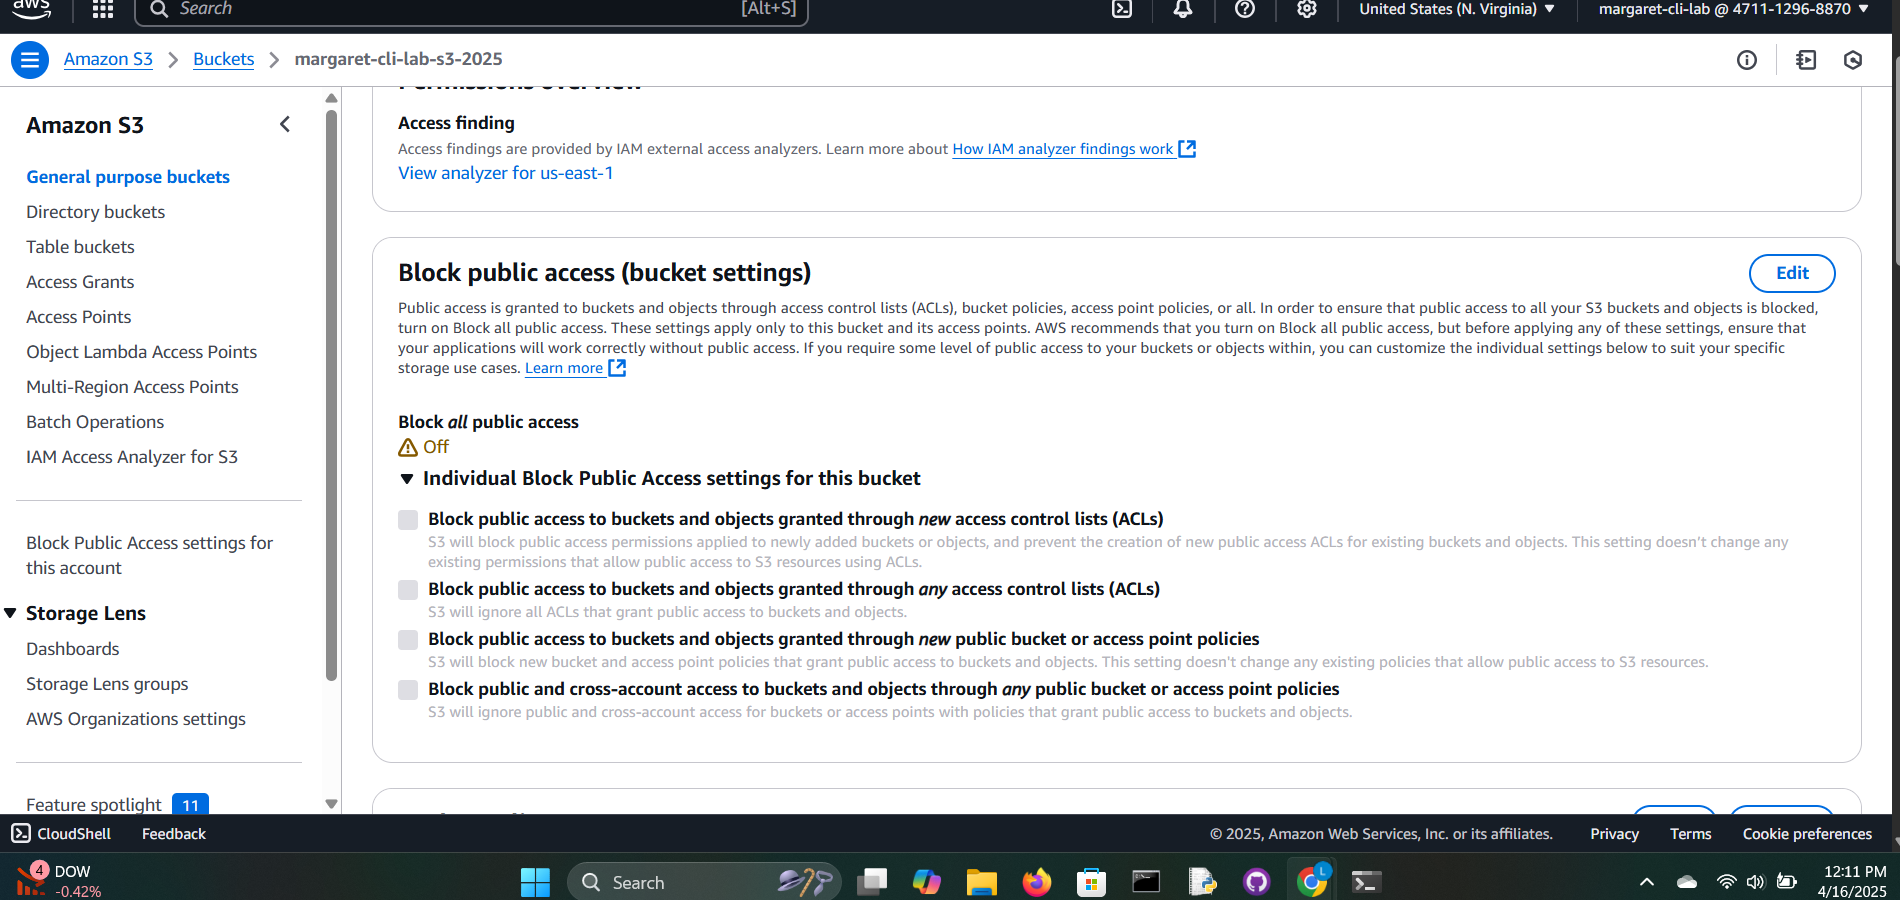 aws
Search
[Alt+S]
United States (N. Virginia)
margaret-cli-lab @ 4711-1296-8870
Amazon S3
Buckets
margaret-cli-lab-s3-2025
Amazon S3
General purpose buckets
Directory buckets
Table buckets
Access Grants
Access Points
Object Lambda Access Points
Multi-Region Access Points
Batch Operations
IAM Access Analyzer for S3
Block Public Access settings for
this account
Storage Lens
Dashboards
Storage Lens groups
AWS Organizations settings
Feature spotlight 11
Permissions overview
Access finding
Access findings are provided by IAM external access analyzers. Learn more about How IAM analyzer findings work
View analyzer for us-east-1
Block public access (bucket settings)
Edit
Public access is granted to buckets and objects through access control lists (ACLs), bucket policies, access point policies, or all. In order to ensure that public access to all your S3 buckets and objects is blocked,
turn on Block all public access. These settings apply only to this bucket and its access points. AWS recommends that you turn on Block all public access, but before applying any of these settings, ensure that
your applications will work correctly without public access. If you require some level of public access to your buckets or objects within, you can customize the individual settings below to suit your specific
storage use cases. Learn more
Block all public access
Off
Individual Block Public Access settings for this bucket
Block public access to buckets and objects granted through new access control lists (ACLs)
S3 will block public access permissions applied to newly added buckets or objects, and prevent the creation of new public access ACLs for existing buckets and objects. This setting doesn't change any
existing permissions that allow public access to S3 resources using ACLs.
Block public access to buckets and objects granted through any access control lists (ACLs)
S3 will ignore all ACLs that grant public access to buckets and objects.
Block public access to buckets and objects granted through new public bucket or access point policies
S3 will block new bucket and access point policies that grant public access to buckets and objects. This setting doesn't change any existing policies that allow public access to S3 resources.
Block public and cross-account access to buckets and objects through any public bucket or access point policies
S3 will ignore public and cross-account access for buckets or access points with policies that grant public access to buckets and objects.
CloudShell
Feedback
© 2025, Amazon Web Services, Inc. or its affiliates.
Privacy
Terms
Cookie preferences
4
DOW
-0.42%
Search
L
12:11 PM
4/16/2025